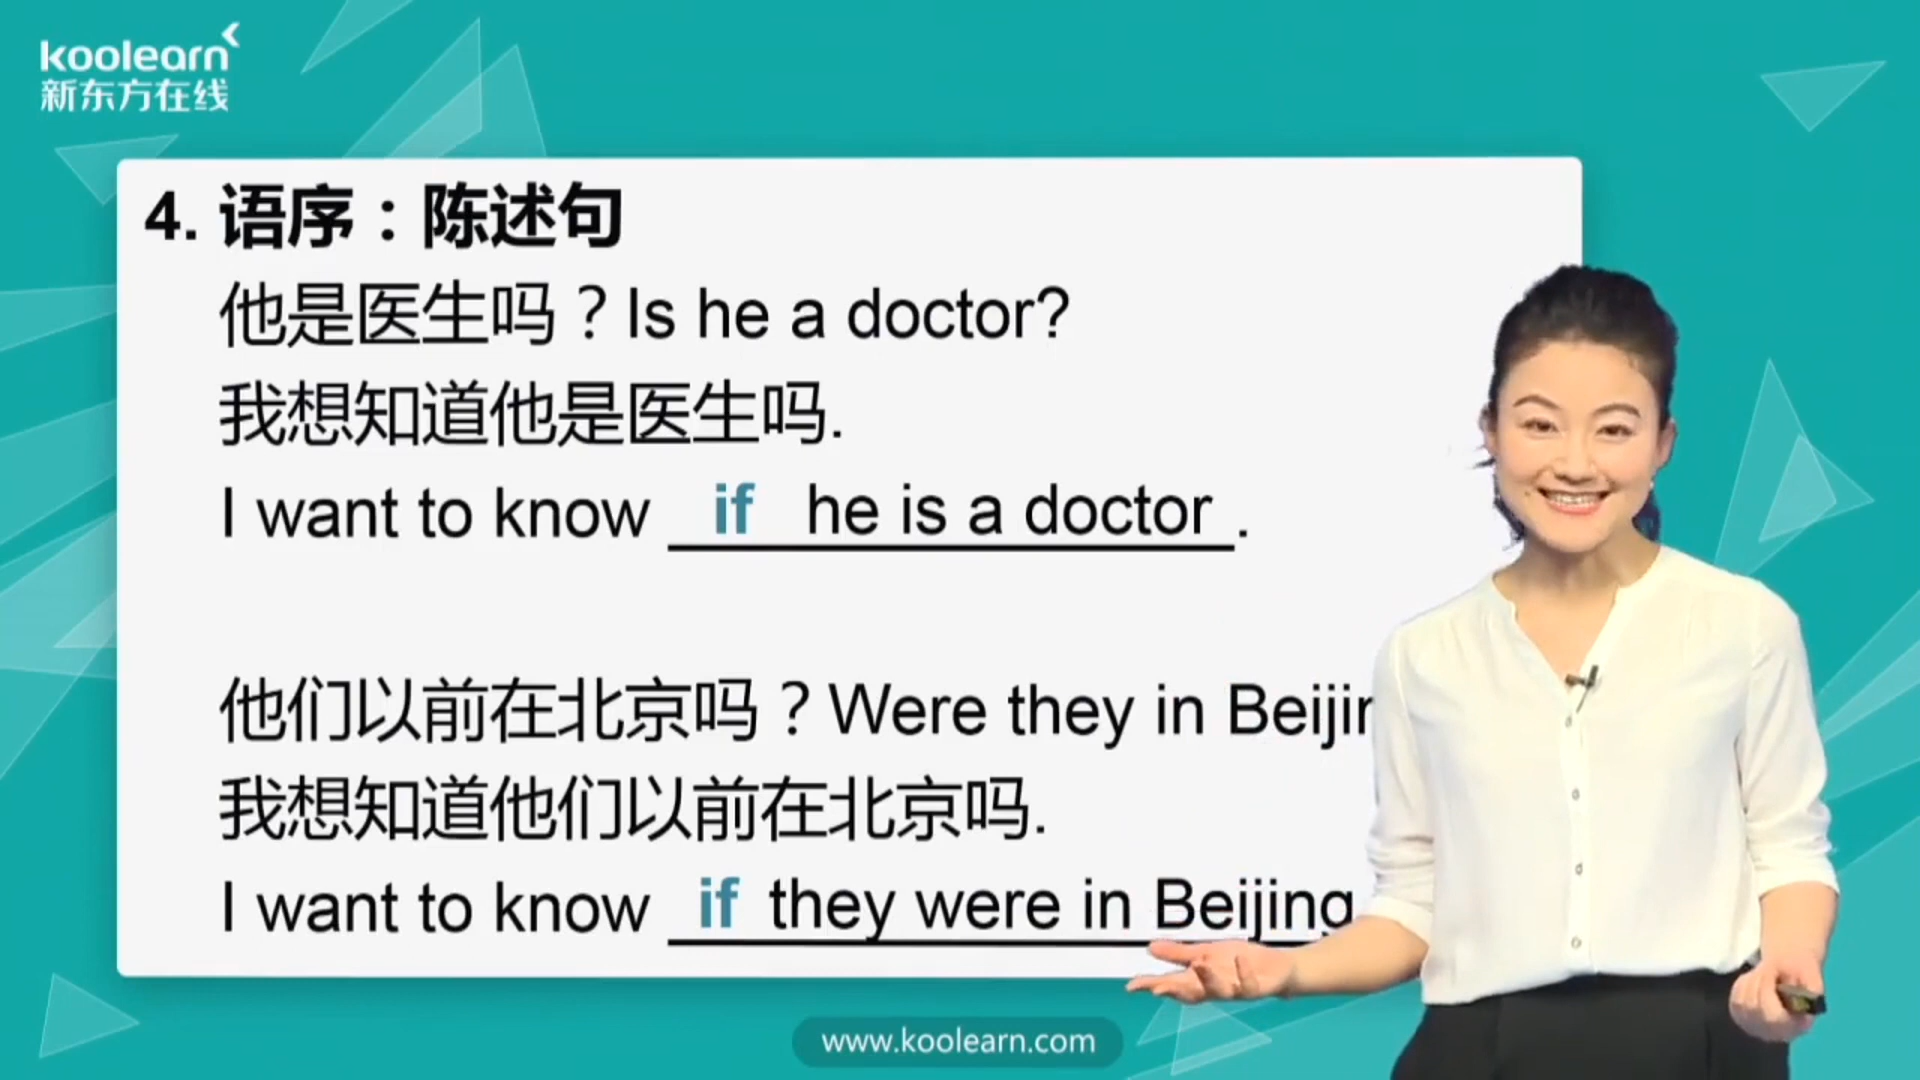 koolearn
新东方在线
4. 语序：陈述句
他是医生吗？Is he a doctor?
我想知道他是医生吗.
I want to know if he is a doctor.
他们以前在北京吗？Were they in
我想知道他们以前在北京吗.
I want to know if they were in Beijing
www.koolearn.com